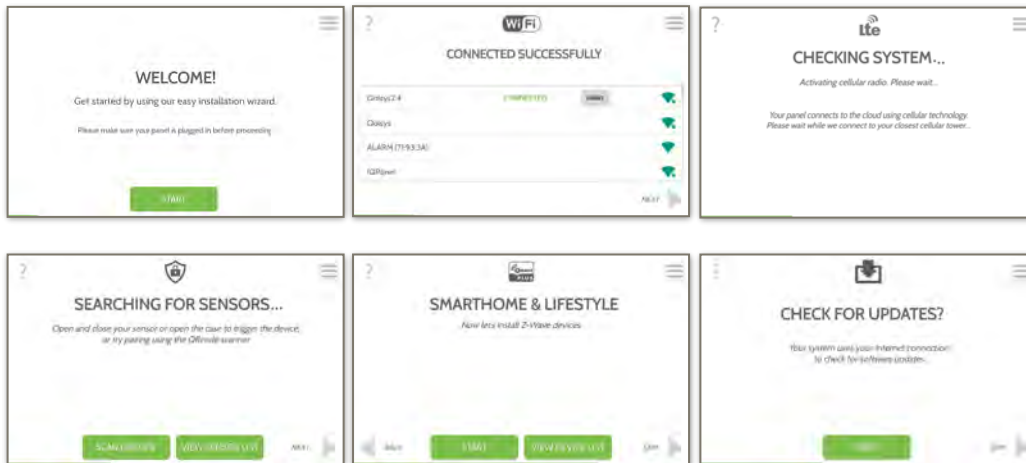 WELCOME!
Get started by using our easy installation wizard.
Please make sure your panel is plugged in before proceeding
START
?
WiFi
CONNECTED SUCCESSFULLY
CONNECTED
ALARM
NEXT
?
lte
CHECKING SYSTEM...
Activating cellular radio. Please wait...
Your panel connects to the cloud using cellular technology.
Please wait while we connect to your closest cellular tower...
?
SEARCHING FOR SENSORS...
Open and close your sensor or open the case to trigger the device,
or try pairing using the QRcode scanner
NEXT
?
PLUS
SMARTHOME & LIFESTYLE
Now lets install Z-Wave devices
START
VIEW DEVICE LIST
CHECK FOR UPDATES?
Your system uses your Internet connection
to check for software updates.